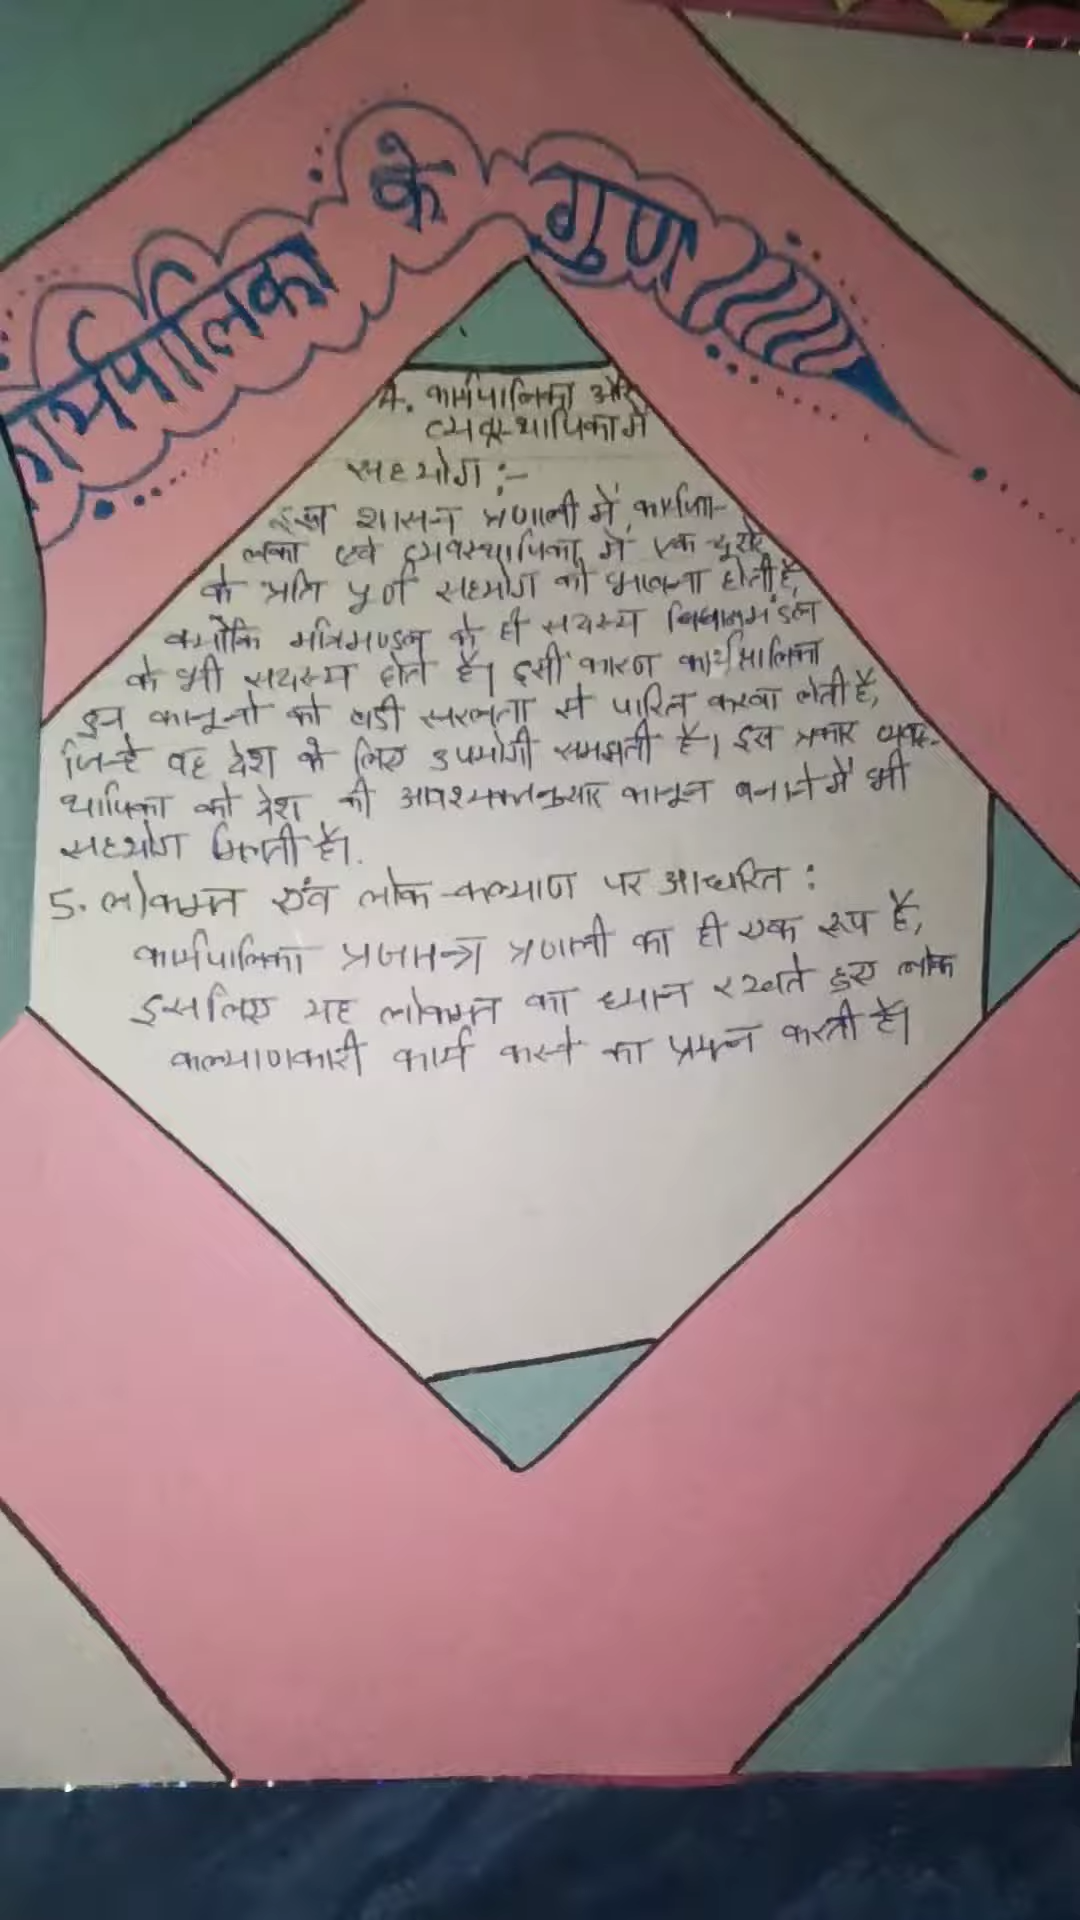 कार्यपालिका के गुण
4. कार्यपालिका और
व्यवस्थापिका में
सहयोग :-
इस शासन प्रणाली में कार्यपा-
लिका एवं व्यवस्थापिका में एक दूसरे
के प्रति पूर्ण सहयोग की भावना होती है,
क्योंकि मंत्रिमण्डल के ही सदस्य विधानमंडल
के भी सदस्य होते हैं। इसी कारण कार्यपालिका
इन कानूनों को बडी सरलता से पारित करवा लेती है,
जिन्हें वह देश के लिए उपयोगी समझती है। इस प्रकार व्यवस-
थापिका को देश की आवश्यकतानुसार कानून बनाने में भी
सहयोग मिलती है।
5. लोकमत एंव लोक-कल्याण पर आधारित :
कार्यपालिका प्रजातन्त्र प्रणाली का ही एक रूप है,
इसलिए यह लोकमत का ध्यान रखते हुए लोक
कल्याणकारी कार्य करने का प्रयत्न करती है।